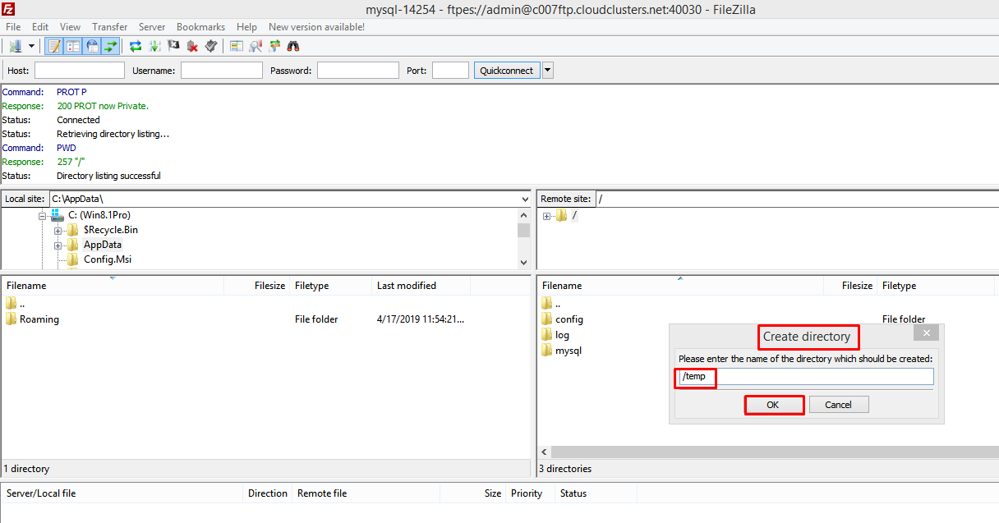 Fz
mysql-14254 - ftpes://admin@c007ftp.cloudclusters.net:40030 - FileZilla
File Edit View Transfer Server Bookmarks Help New version available!
Host: Username: Password: Port: Quickconnect
Command: PROT P
Response: 200 PROT now Private.
Status: Connected
Status: Retrieving directory listing...
Command: PWD
Response: 257 "/"
Status: Directory listing successful
Local site: C:\AppData\
C: (Win8.1Pro)
$Recycle.Bin
AppData
Config.Msi
Remote site: /
/
Filename Filesize Filetype Last modified
..
Roaming File folder 4/17/2019 11:54:21...
1 directory
Filename Filesize Filetype
..
config File folder
log
mysql
3 directories
Create directory
Please enter the name of the directory which should be created:
/temp
OK Cancel
Server/Local file Direction Remote file Size Priority Status